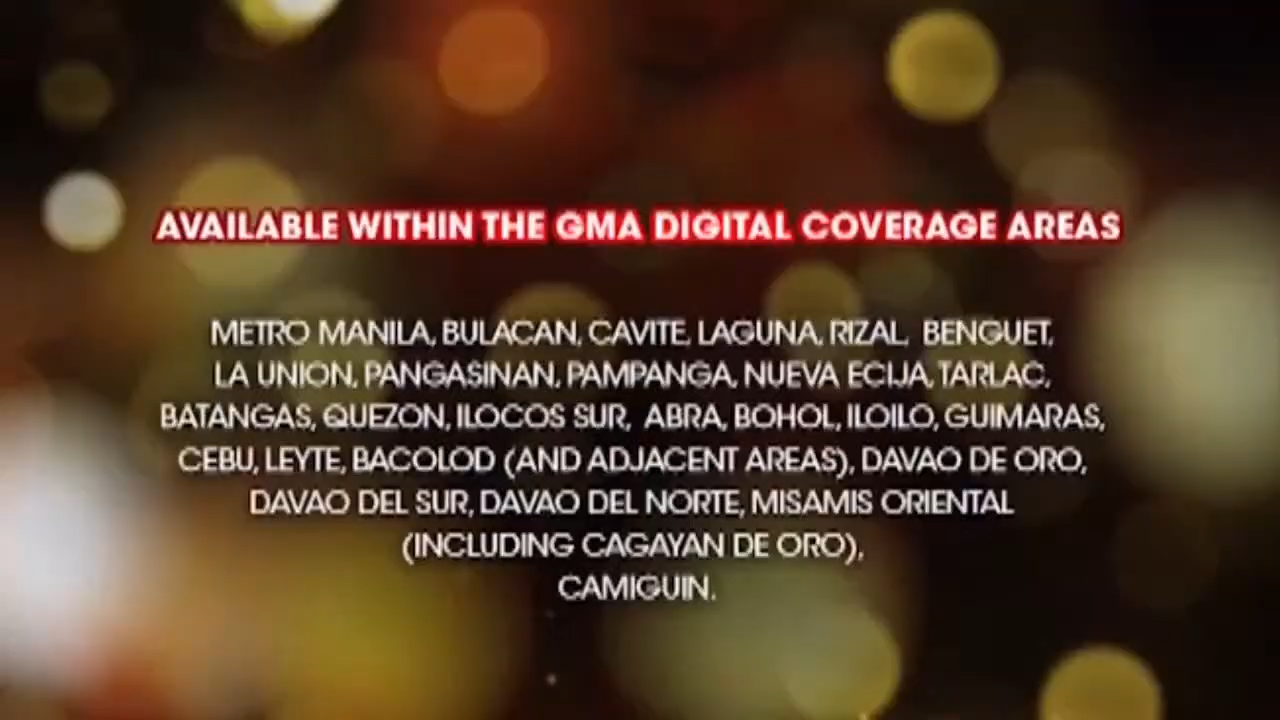 AVAILABLE WITHIN THE GMA DIGITAL COVERAGE AREAS
METRO MANILA, BULACAN, CAVITE, LAGUNA, RIZAL, BENGUET,
LA UNION, PANGASINAN, PAMPANGA, NUEVA ECIJA, TARLAC,
BATANGAS, QUEZON, ILOCOS SUR, ABRA, BOHOL, ILOILO, GUIMARAS,
CEBU, LEYTE, BACOLOD (AND ADJACENT AREAS), DAVAO DE ORO,
DAVAO DEL SUR, DAVAO DEL NORTE, MISAMIS ORIENTAL
(INCLUDING CAGAYAN DE ORO),
CAMIGUIN.